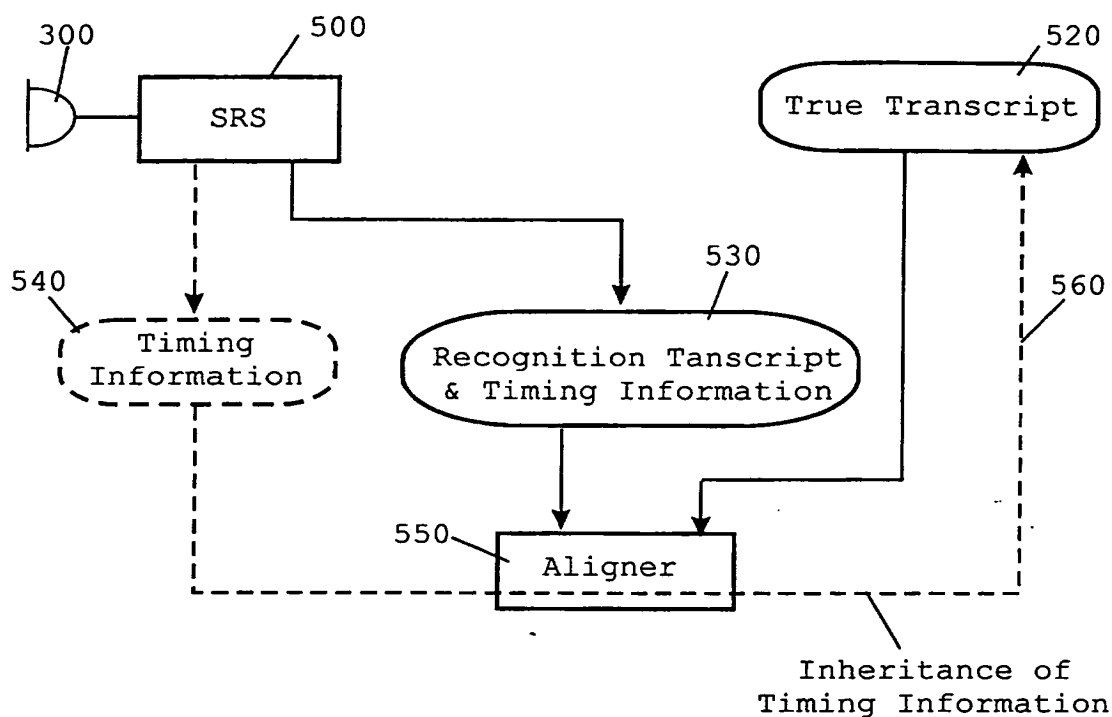 300
500
520
SRS
True Transcript
540
530
560
Timing
Information
Recognition Tanscript
& Timing Information
550
Aligner
Inheritance of
Timing Information